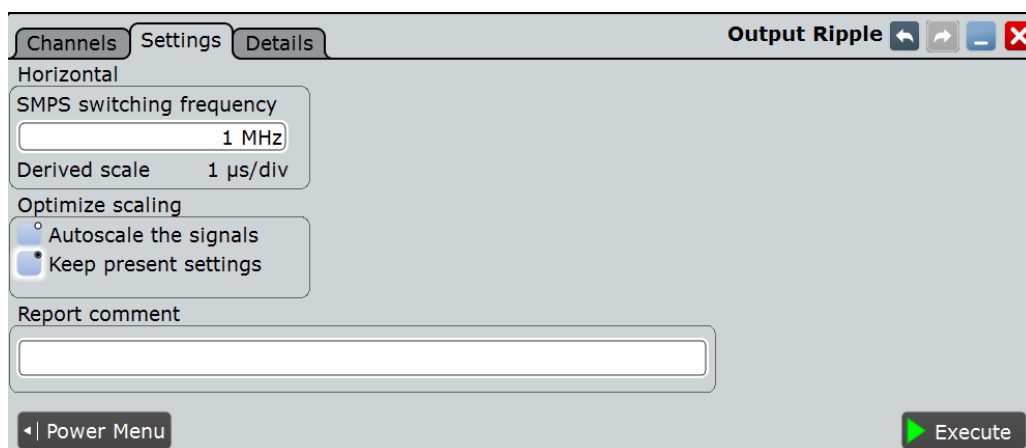 Channels Settings Details Output Ripple
Horizontal
SMPS switching frequency
1 MHz
Derived scale 1 µs/div
Optimize scaling
Autoscale the signals
Keep present settings
Report comment
Power Menu Execute